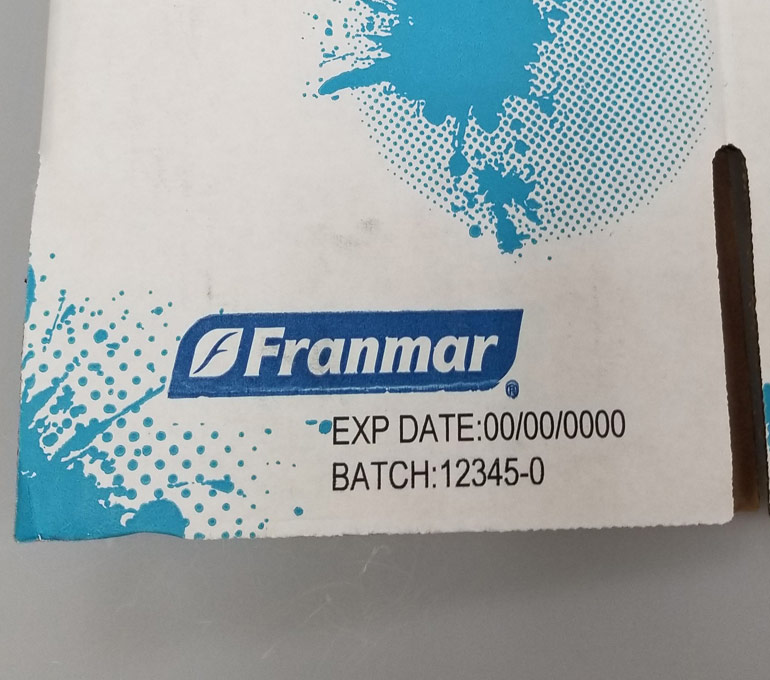 Franmar®
EXP DATE:00/00/0000
BATCH:12345-0